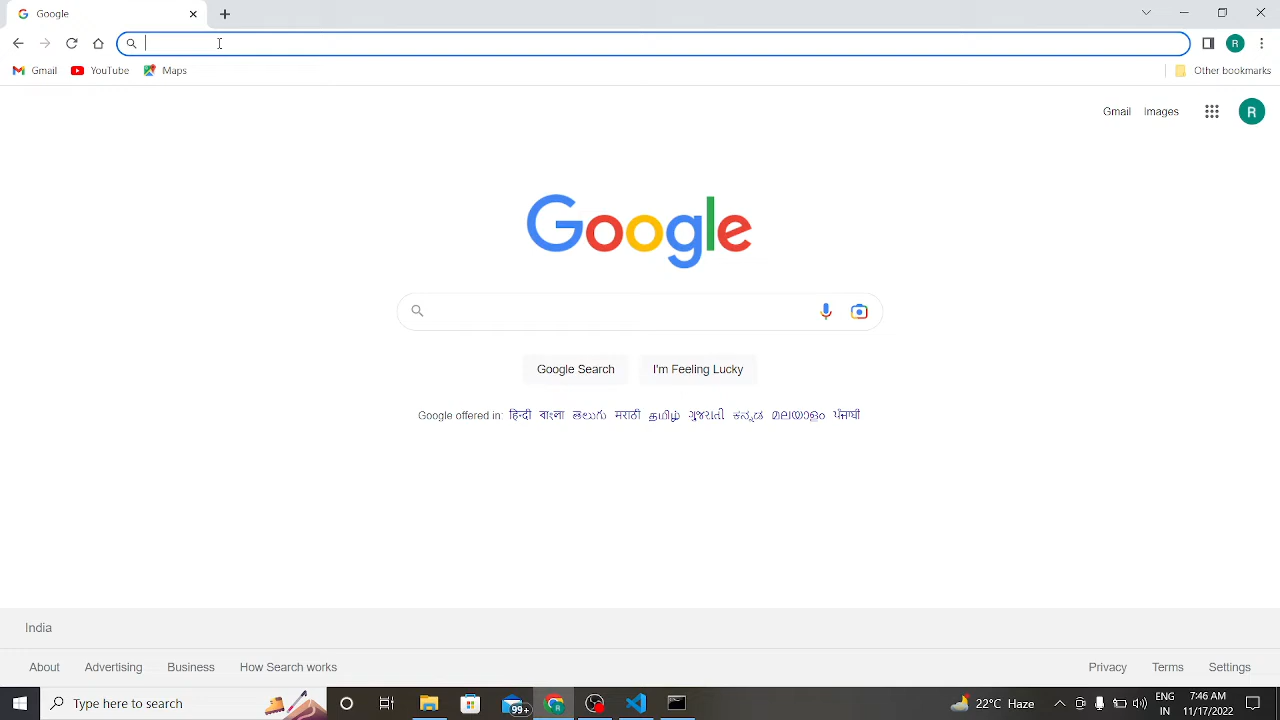 Google
Gmail YouTube Maps Other bookmarks
Gmail Images R
Google
Google Search I'm Feeling Lucky
Google offered in: हिन्दी বাংলা తెలుగు मराठी தமிழ் ગુજરાતી ಕನ್ನಡ മലയാളം ਪੰਜਾਬੀ
India
About Advertising Business How Search works Privacy Terms Settings
Type here to search 99+ 22°C Haze ENG IN 7:46 AM 11/17/2022